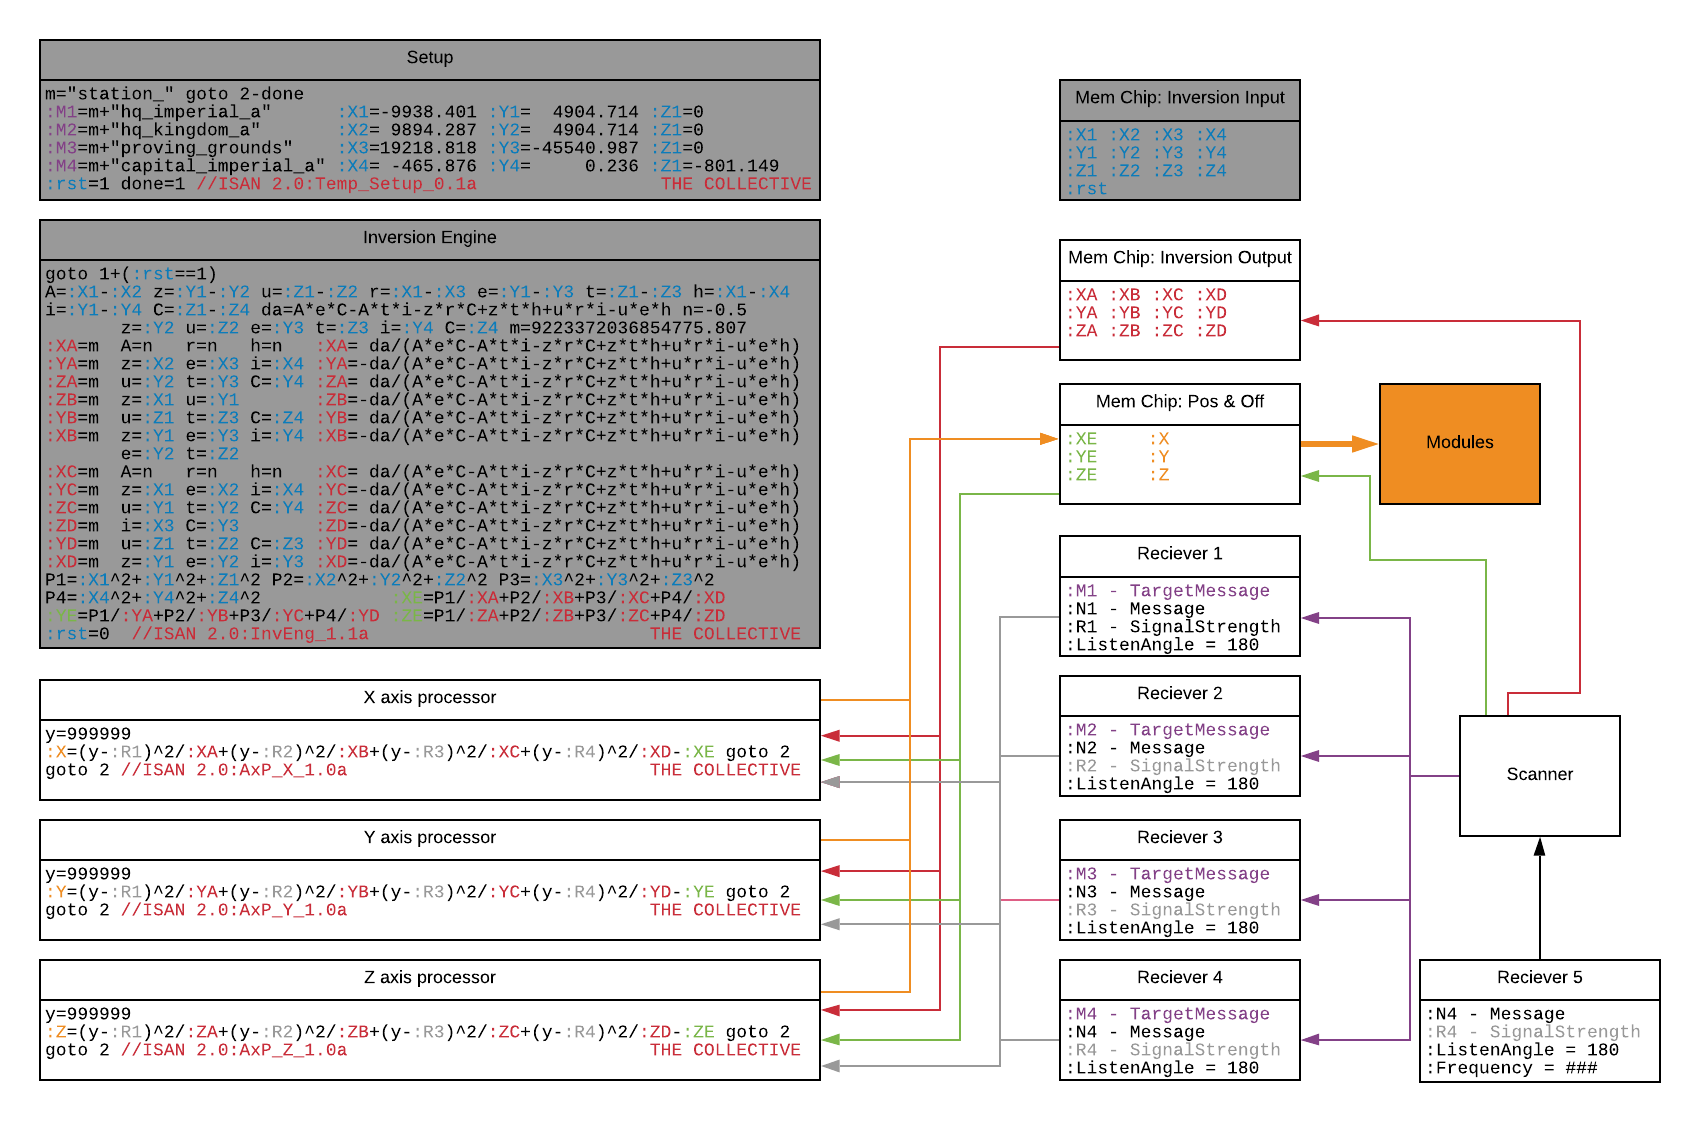 Setup
m="station_" goto 2-done
:M1=m+"hq_imperial_a"      :X1=-9938.401 :Y1=  4904.714 :Z1=0
:M2=m+"hq_kingdom_a"       :X2= 9894.287 :Y2=  4904.714 :Z1=0
:M3=m+"proving_grounds"    :X3=19218.818 :Y3=-45540.987 :Z1=0
:M4=m+"capital_imperial_a" :X4= -465.876 :Y4=     0.236 :Z1=-801.149
:rst=1 done=1 //ISAN 2.0:Temp_Setup_0.1a                 THE COLLECTIVE
Inversion Engine
goto 1+(:rst==1)
A=:X1-:X2 z=:Y1-:Y2 u=:Z1-:Z2 r=:X1-:X3 e=:Y1-:Y3 t=:Z1-:Z3 h=:X1-:X4
i=:Y1-:Y4 C=:Z1-:Z4 da=A*e*C-A*t*i-z*r*C+z*t*h+u*r*i-u*e*h n=-0.5
       z=:Y2 u=:Z2 e=:Y3 t=:Z3 i=:Y4 C=:Z4 m=9223372036854775.807
:XA=m  A=n   r=n   h=n   :XA= da/(A*e*C-A*t*i-z*r*C+z*t*h+u*r*i-u*e*h)
:YA=m  z=:X2 e=:X3 i=:X4 :YA=-da/(A*e*C-A*t*i-z*r*C+z*t*h+u*r*i-u*e*h)
:ZA=m  u=:Y2 t=:Y3 C=:Y4 :ZA= da/(A*e*C-A*t*i-z*r*C+z*t*h+u*r*i-u*e*h)
:ZB=m  z=:X1 u=:Y1       :ZB=-da/(A*e*C-A*t*i-z*r*C+z*t*h+u*r*i-u*e*h)
:YB=m  u=:Z1 t=:Z3 C=:Z4 :YB= da/(A*e*C-A*t*i-z*r*C+z*t*h+u*r*i-u*e*h)
:XB=m  z=:Y1 e=:Y3 i=:Y4 :XB=-da/(A*e*C-A*t*i-z*r*C+z*t*h+u*r*i-u*e*h)
       e=:Y2 t=:Z2
:XC=m  A=n   r=n   h=n   :XC= da/(A*e*C-A*t*i-z*r*C+z*t*h+u*r*i-u*e*h)
:YC=m  z=:X1 e=:X2 i=:X4 :YC=-da/(A*e*C-A*t*i-z*r*C+z*t*h+u*r*i-u*e*h)
:ZC=m  u=:Y1 t=:Y2 C=:Y4 :ZC= da/(A*e*C-A*t*i-z*r*C+z*t*h+u*r*i-u*e*h)
:ZD=m  i=:X3 C=:Y3       :ZD=-da/(A*e*C-A*t*i-z*r*C+z*t*h+u*r*i-u*e*h)
:YD=m  u=:Z1 t=:Z2 C=:Z3 :YD= da/(A*e*C-A*t*i-z*r*C+z*t*h+u*r*i-u*e*h)
:XD=m  z=:Y1 e=:Y2 i=:Y3 :XD=-da/(A*e*C-A*t*i-z*r*C+z*t*h+u*r*i-u*e*h)
P1=:X1^2+:Y1^2+:Z1^2 P2=:X2^2+:Y2^2+:Z2^2 P3=:X3^2+:Y3^2+:Z3^2
P4=:X4^2+:Y4^2+:Z4^2            :XE=P1/:XA+P2/:XB+P3/:XC+P4/:XD
:YE=P1/:YA+P2/:YB+P3/:YC+P4/:YD :ZE=P1/:ZA+P2/:ZB+P3/:ZC+P4/:ZD
:rst=0  //ISAN 2.0:InvEng_1.1a                          THE COLLECTIVE
X axis processor
y=999999
:X=(y-:R1)^2/:XA+(y-:R2)^2/:XB+(y-:R3)^2/:XC+(y-:R4)^2/:XD-:XE goto 2
goto 2 //ISAN 2.0:AxP_X_1.0a                            THE COLLECTIVE
Y axis processor
y=999999
:Y=(y-:R1)^2/:YA+(y-:R2)^2/:YB+(y-:R3)^2/:YC+(y-:R4)^2/:YD-:YE goto 2
goto 2 //ISAN 2.0:AxP_Y_1.0a                            THE COLLECTIVE
Z axis processor
y=999999
:Z=(y-:R1)^2/:ZA+(y-:R2)^2/:ZB+(y-:R3)^2/:ZC+(y-:R4)^2/:ZD-:ZE goto 2
goto 2 //ISAN 2.0:AxP_Z_1.0a                            THE COLLECTIVE
Mem Chip: Inversion Input
:X1 :X2 :X3 :X4
:Y1 :Y2 :Y3 :Y4
:Z1 :Z2 :Z3 :Z4
:rst
Mem Chip: Inversion Output
:XA :XB :XC :XD
:YA :YB :YC :YD
:ZA :ZB :ZC :ZD
Mem Chip: Pos & Off
:XE     :X
:YE     :Y
:ZE     :Z
Modules
Reciever 1
:M1 - TargetMessage
:N1 - Message
:R1 - SignalStrength
:ListenAngle = 180
Reciever 2
:M2 - TargetMessage
:N2 - Message
:R2 - SignalStrength
:ListenAngle = 180
Reciever 3
:M3 - TargetMessage
:N3 - Message
:R3 - SignalStrength
:ListenAngle = 180
Reciever 4
:M4 - TargetMessage
:N4 - Message
:R4 - SignalStrength
:ListenAngle = 180
Scanner
Reciever 5
:N4 - Message
:R4 - SignalStrength
:ListenAngle = 180
:Frequency = ###